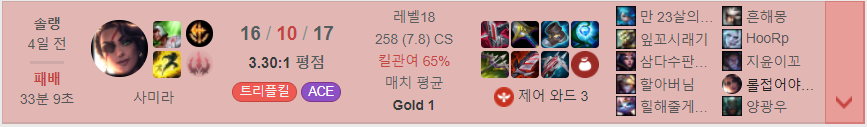 솔랭
4일 전
패배
33분 9초
사미라
16 / 10 / 17
3.30:1 평점
트리플킬 ACE
레벨18
258 (7.8) CS
킬관여 65%
매치 평균
Gold 1
제어 와드 3
만 23살의...
잎꼬시래기
삼다수판...
할아버님
힐해줄게...
흔해몽
HooRp
지윤이꼬
롤접어야...
양광우